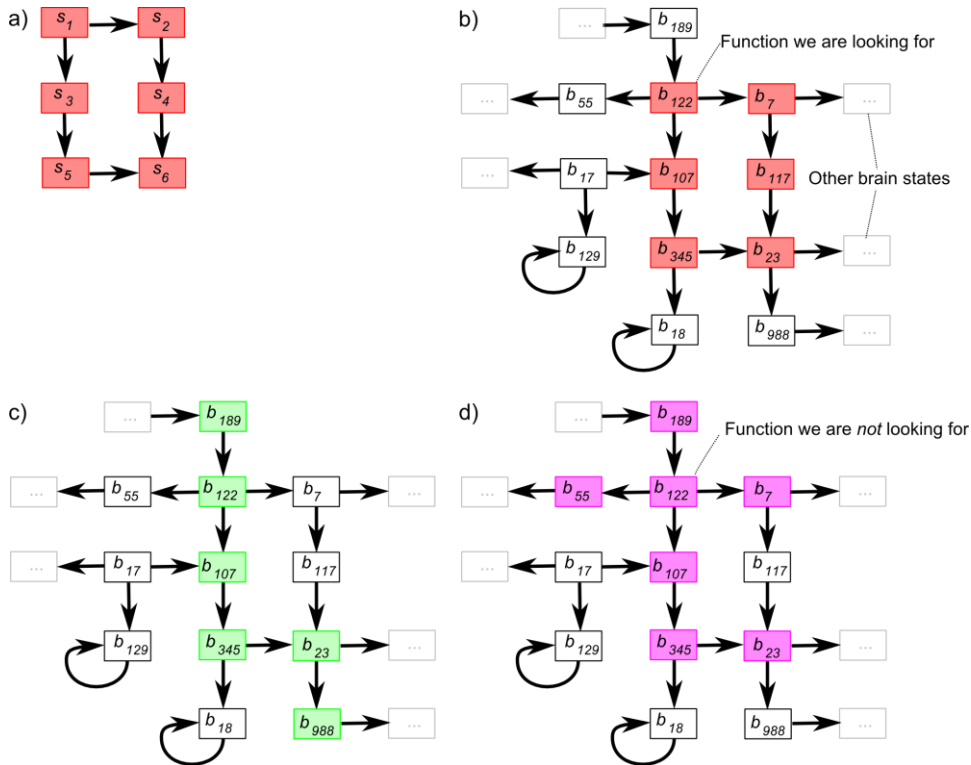 a)
s1 s2
s3 s4
s5 s6
b)
... b189
Function we are looking for
... b55 b122 b7 ...
... b17 b107 b117
Other brain states
b129 b345 b23 ...
b18 b988 ...
c)
... b189
... b55 b122 b7 ...
... b17 b107 b117
b129 b345 b23 ...
b18 b988 ...
d)
... b189
Function we are not looking for
... b55 b122 b7 ...
... b17 b107 b117
b129 b345 b23 ...
b18 b988 ...